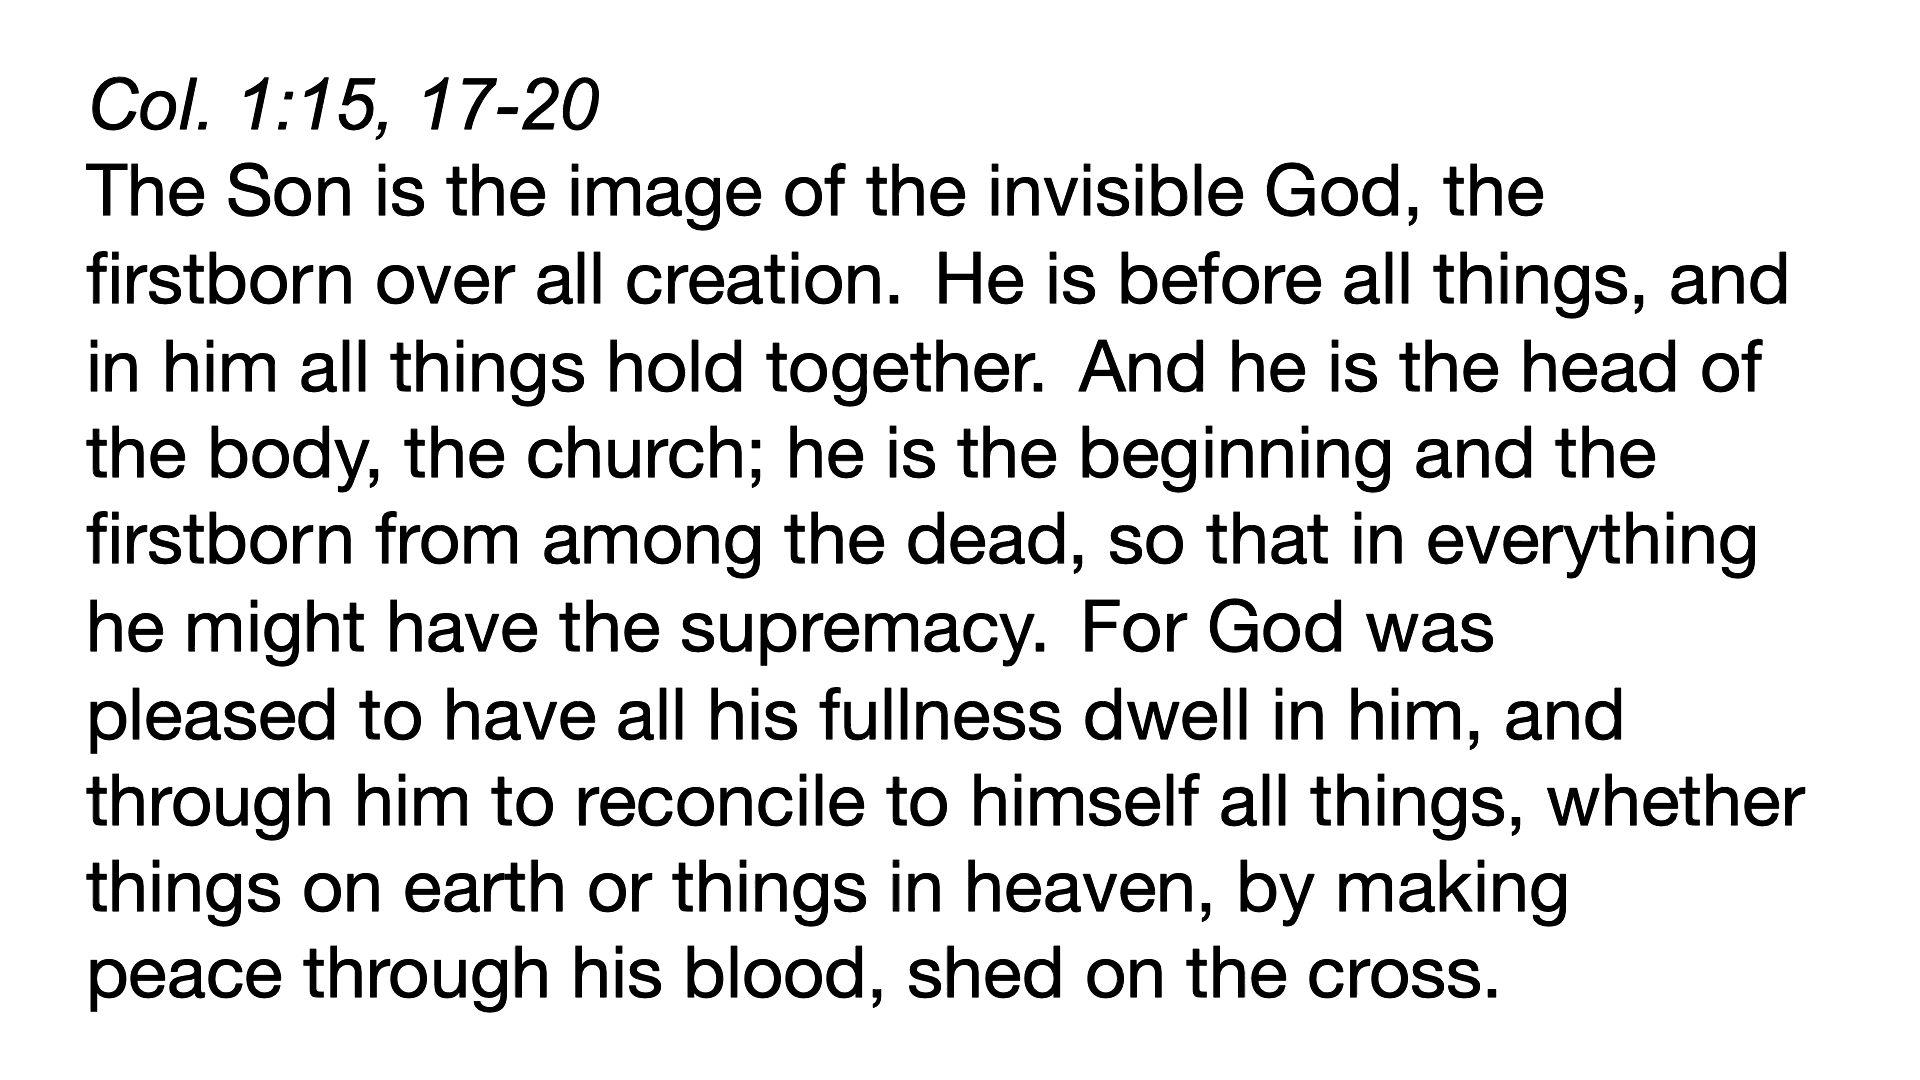 Col. 1:15, 17-20
The Son is the image of the invisible God, the
firstborn over all creation.  He is before all things, and
in him all things hold together.  And he is the head of
the body, the church; he is the beginning and the
firstborn from among the dead, so that in everything
he might have the supremacy.  For God was
pleased to have all his fullness dwell in him, and
through him to reconcile to himself all things, whether
things on earth or things in heaven, by making
peace through his blood, shed on the cross.